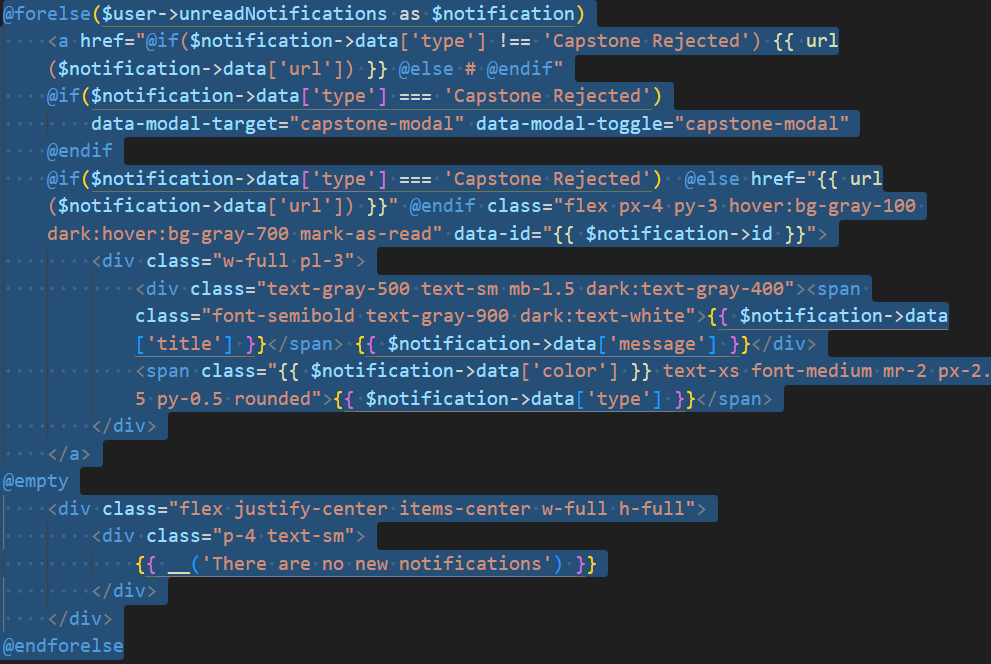 @forelse($user->unreadNotifications as $notification)
<a href="@if($notification->data['type'] !== 'Capstone Rejected') {{ url
($notification->data['url']) }} @else # @endif"
@if($notification->data['type'] === 'Capstone Rejected')
data-modal-target="capstone-modal" data-modal-toggle="capstone-modal"
@endif
@if($notification->data['type'] === 'Capstone Rejected')  @else href="{{ url
($notification->data['url']) }}" @endif class="flex px-4 py-3 hover:bg-gray-100
dark:hover:bg-gray-700 mark-as-read" data-id="{{ $notification->id }}">
<div class="w-full pl-3">
<div class="text-gray-500 text-sm mb-1.5 dark:text-gray-400"><span
class="font-semibold text-gray-900 dark:text-white">{{ $notification->data
['title'] }}</span> {{ $notification->data['message'] }}</div>
<span class="{{ $notification->data['color'] }} text-xs font-medium mr-2 px-2.
5 py-0.5 rounded">{{ $notification->data['type'] }}</span>
</div>
</a>
@empty
<div class="flex justify-center items-center w-full h-full">
<div class="p-4 text-sm">
{{ __('There are no new notifications') }}
</div>
</div>
@endforelse